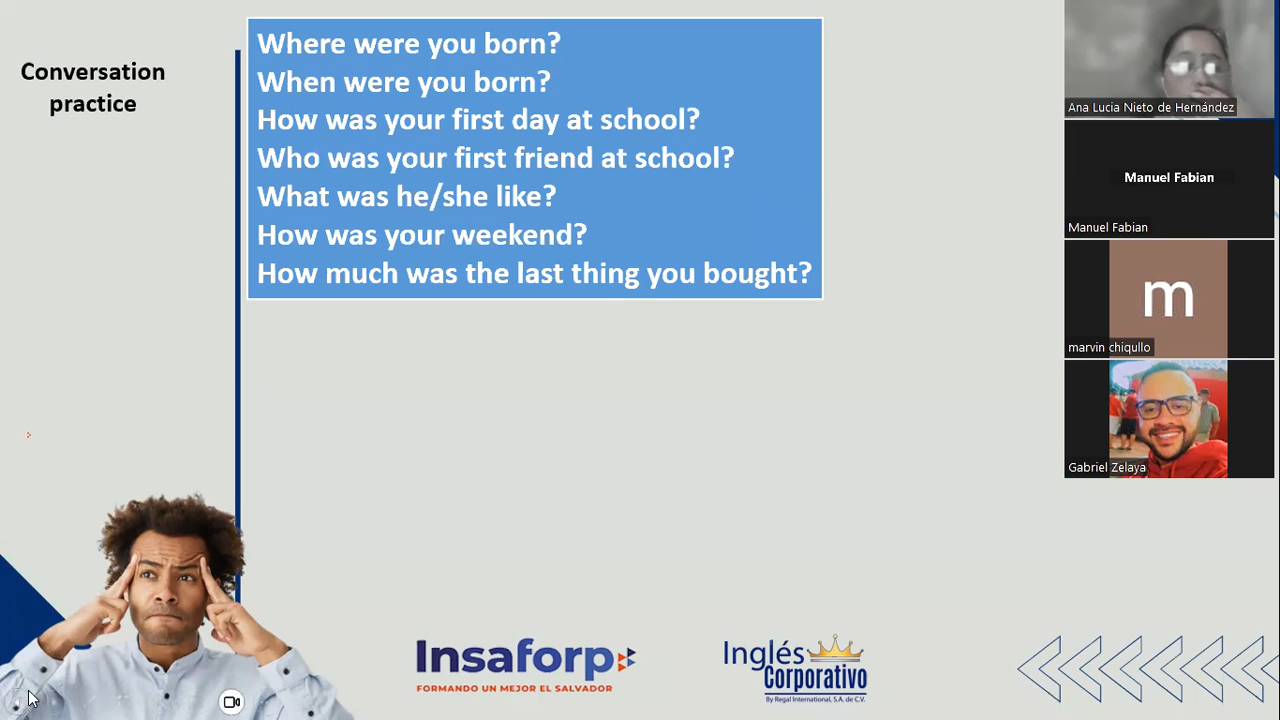 Conversation
practice
Where were you born?
When were you born?
How was your first day at school?
Who was your first friend at school?
What was he/she like?
How was your weekend?
How much was the last thing you bought?
Ana Lucia Nieto de Hernández
Manuel Fabian
Manuel Fabian
m
marvin chiqullo
Gabriel Zelaya
Insaforp
FORMANDO UN MEJOR EL SALVADOR
Inglés
Corporativo
By Regal International, S.A. de C.V.